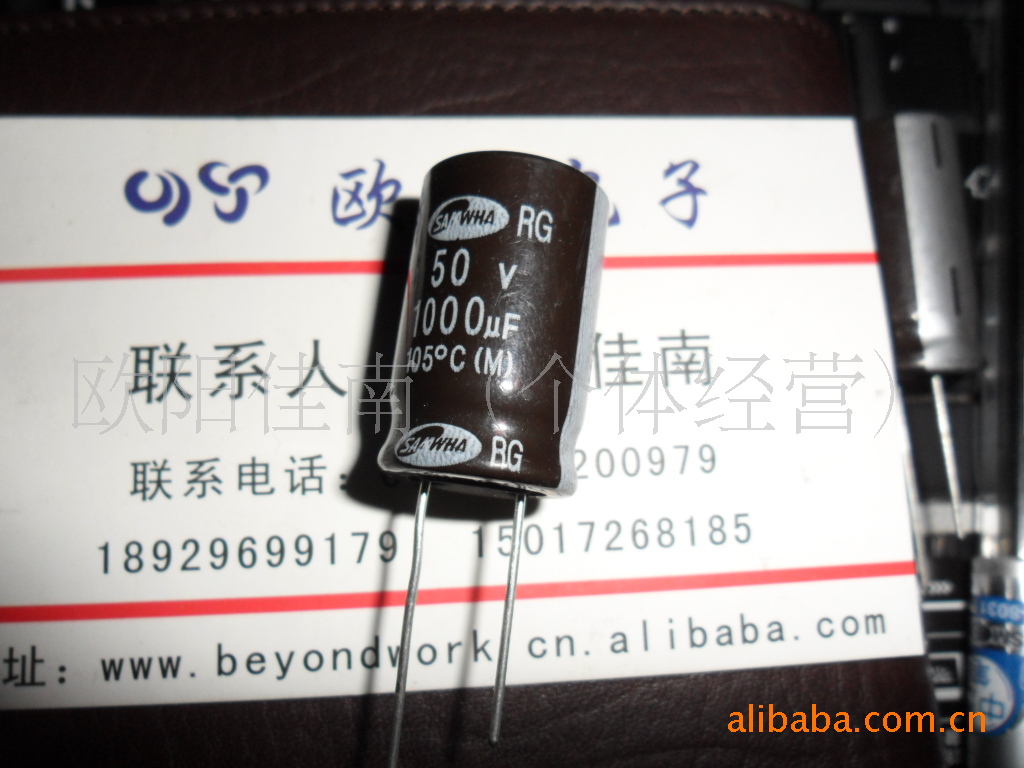 欧 子
SAMWHA RG
50 V
1000µF
105°C (M)
SAMWHA RG
联系人 佳南
欧阳佳南（个体经营）
联系电话: 200979
18929699179 15017268185
址: www.beyondwork.cn.alibaba.com
alibaba.com.cn